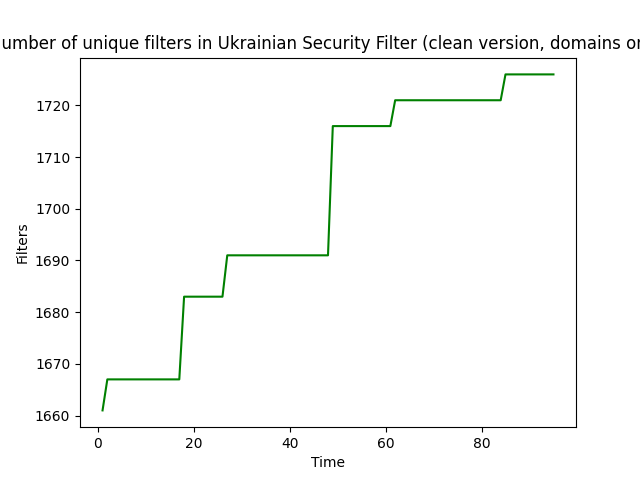 umber of unique filters in Ukrainian Security Filter (clean version, domains or
1720
1710
1700
1690
1680
1670
1660
Filters
0 20 40 60 80
Time